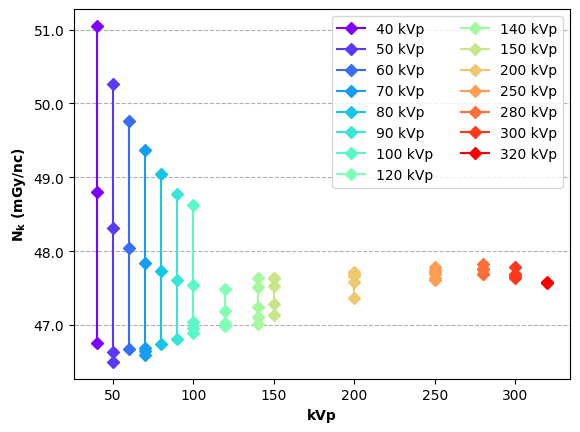 51.0
50.0
49.0
48.0
47.0
N_k (mGy/nc)
40 kVp
50 kVp
60 kVp
70 kVp
80 kVp
90 kVp
100 kVp
120 kVp
140 kVp
150 kVp
200 kVp
250 kVp
280 kVp
300 kVp
320 kVp
50 100 150 200 250 300
kVp